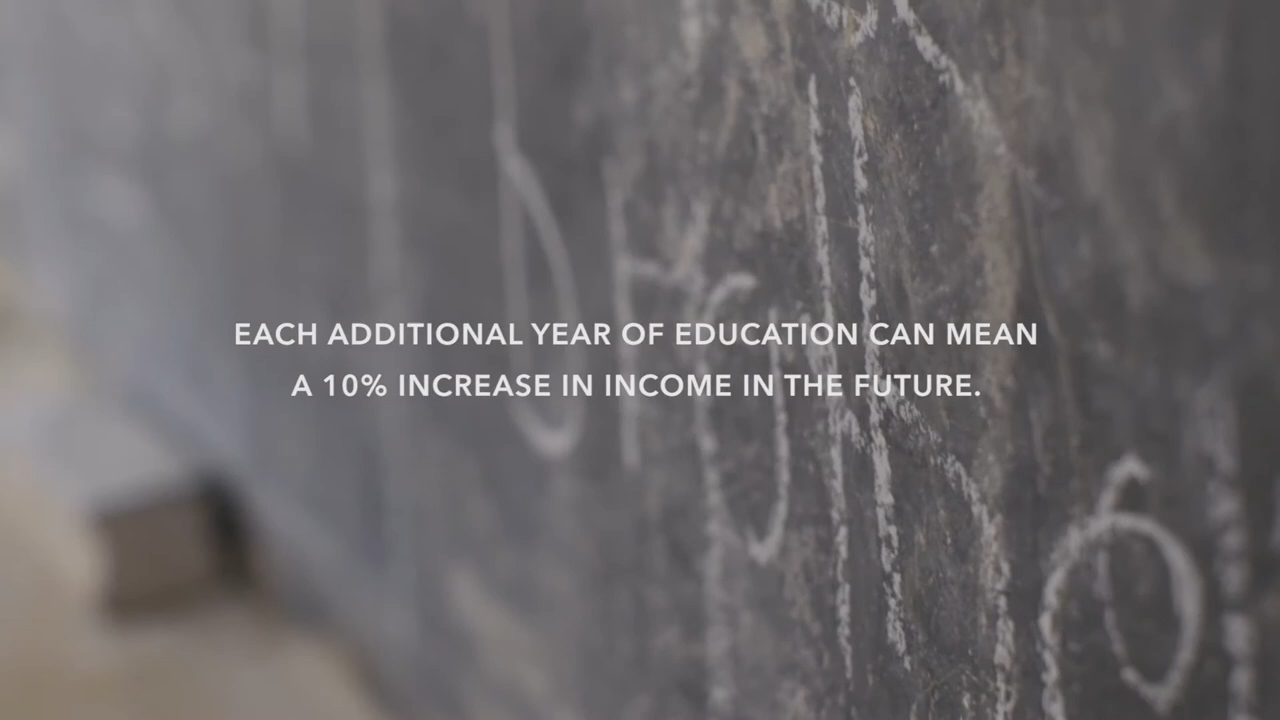 EACH ADDITIONAL YEAR OF EDUCATION CAN MEAN
A 10% INCREASE IN INCOME IN THE FUTURE.